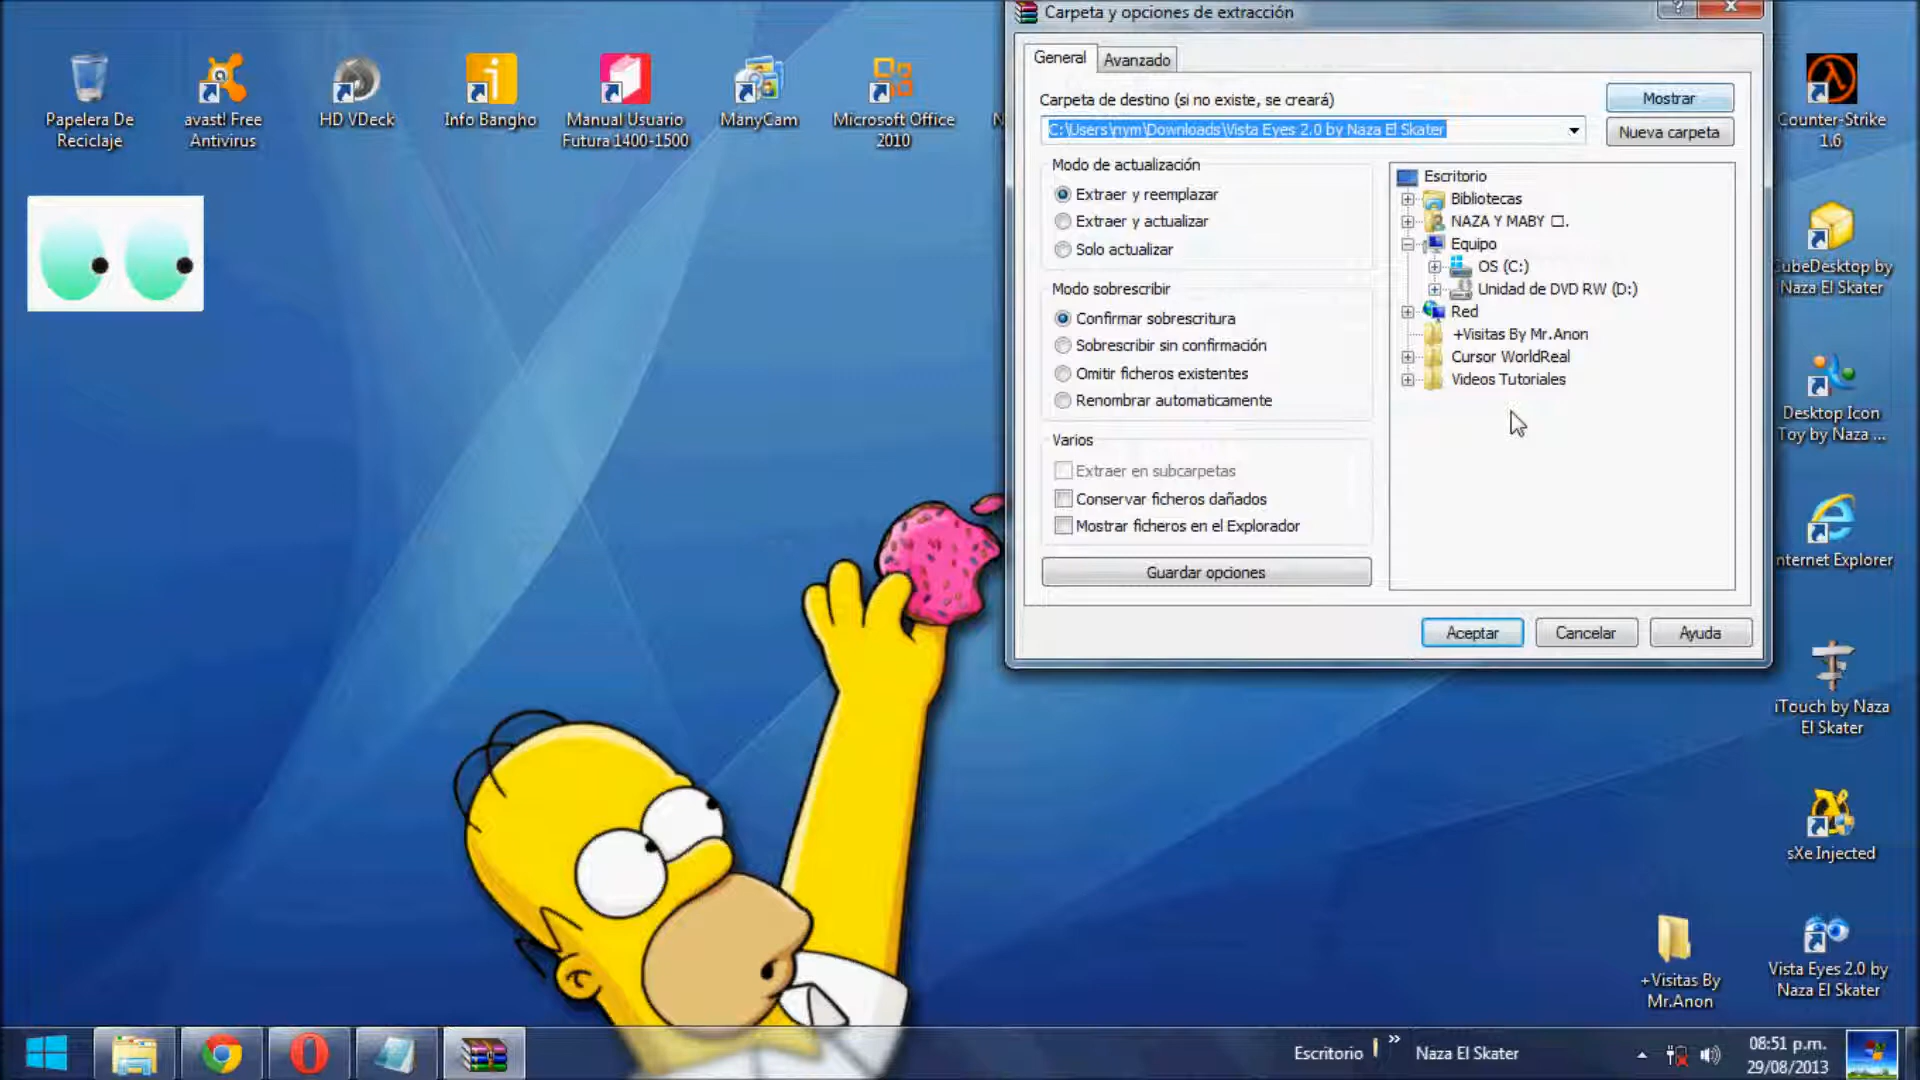 Carpeta y opciones de extracción
General
Avanzado
Carpeta de destino (si no existe, se creará)
Mostrar
C:\Users\nym\Downloads\Vista Eyes 2.0 by Naza El Skater
Nueva carpeta
Modo de actualización
Extraer y reemplazar
Extraer y actualizar
Solo actualizar
Modo sobrescribir
Confirmar sobrescritura
Sobrescribir sin confirmación
Omitir ficheros existentes
Renombrar automaticamente
Varios
Extraer en subcarpetas
Conservar ficheros dañados
Mostrar ficheros en el Explorador
Guardar opciones
Escritorio
Bibliotecas
NAZA Y MABY □.
Equipo
OS (C:)
Unidad de DVD RW (D:)
Red
+Visitas By Mr.Anon
Cursor WorldReal
Videos Tutoriales
Aceptar
Cancelar
Ayuda
Papelera De
Reciclaje
avast! Free
Antivirus
HD VDeck
Info Bangho
Manual Usuario
Futura 1400-1500
ManyCam
Microsoft Office
2010
Counter-Strike
1.6
CubeDesktop by
Naza El Skater
Desktop Icon
Toy by Naza ...
Internet Explorer
iTouch by Naza
El Skater
sXe Injected
+Visitas By
Mr.Anon
Vista Eyes 2.0 by
Naza El Skater
Escritorio
»
Naza El Skater
08:51 p.m.
29/08/2013